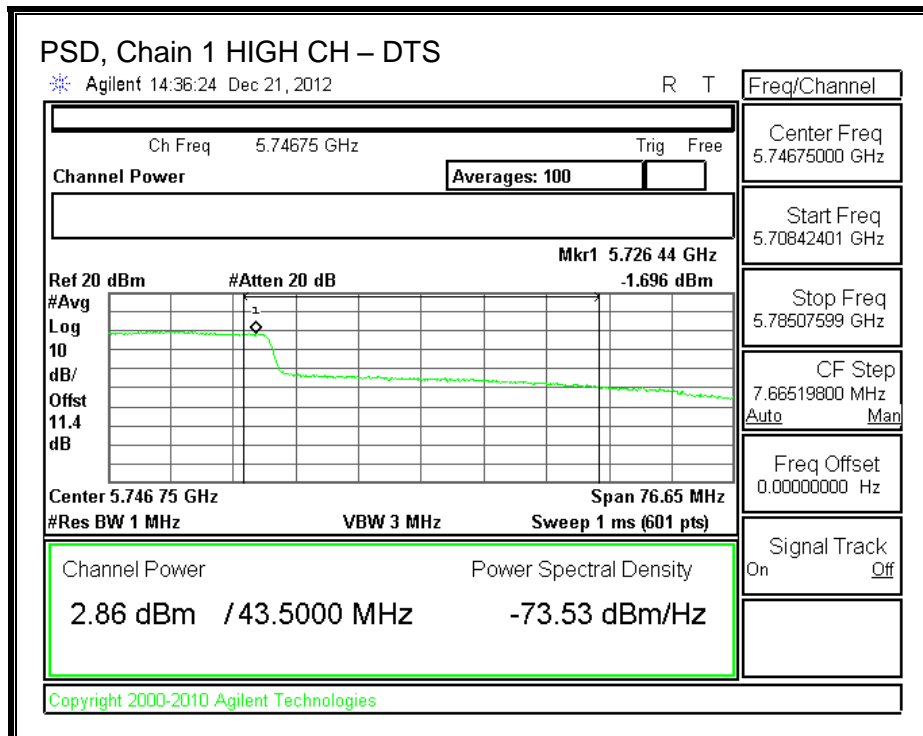 PSD, Chain 1 HIGH CH – DTS
Agilent 14:36:24 Dec 21, 2012 R T
Ch Freq 5.74675 GHz Trig Free
Channel Power Averages: 100
Mkr1 5.726 44 GHz
Ref 20 dBm #Atten 20 dB -1.696 dBm
#Avg
Log
10
dB/
Offst
11.4
dB
1
Center 5.746 75 GHz Span 76.65 MHz
#Res BW 1 MHz VBW 3 MHz Sweep 1 ms (601 pts)
Channel Power Power Spectral Density
2.86 dBm / 43.5000 MHz -73.53 dBm/Hz
Copyright 2000-2010 Agilent Technologies
Freq/Channel
Center Freq
5.74675000 GHz
Start Freq
5.70842401 GHz
Stop Freq
5.78507599 GHz
CF Step
7.66519800 MHz
Auto Man
Freq Offset
0.00000000 Hz
Signal Track
On Off